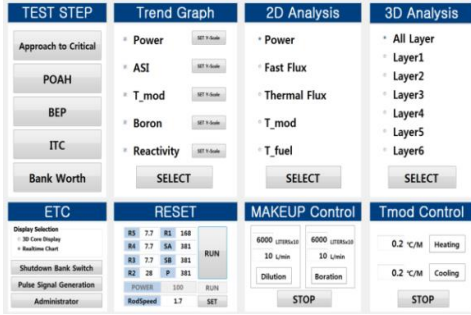 TEST STEP
Approach to Critical
POAH
BEP
ITC
Bank Worth
Trend Graph
Power SET Y-Scale
ASI SET Y-Scale
T_mod SET Y-Scale
Boron SET Y-Scale
Reactivity SET Y-Scale
SELECT
2D Analysis
Power
Fast Flux
Thermal Flux
T_mod
T_fuel
SELECT
3D Analysis
All Layer
Layer1
Layer2
Layer3
Layer4
Layer5
Layer6
SELECT
ETC
Display Selection
3D Core Display
Realtime Chart
Shutdown Bank Switch
Pulse Signal Generation
Administrator
RESET
R5 7.7 R1 168
R4 7.7 SA 381
R3 7.7 SB 381
R2 28 P 381
RUN
POWER 100 RUN
RodSpeed 1.7 SET
MAKEUP Control
6000 LITERSx10 6000 LITERSx10
10 L/min 10 L/min
Dilution Boration
STOP
Tmod Control
0.2 ℃/M Heating
0.2 ℃/M Cooling
STOP